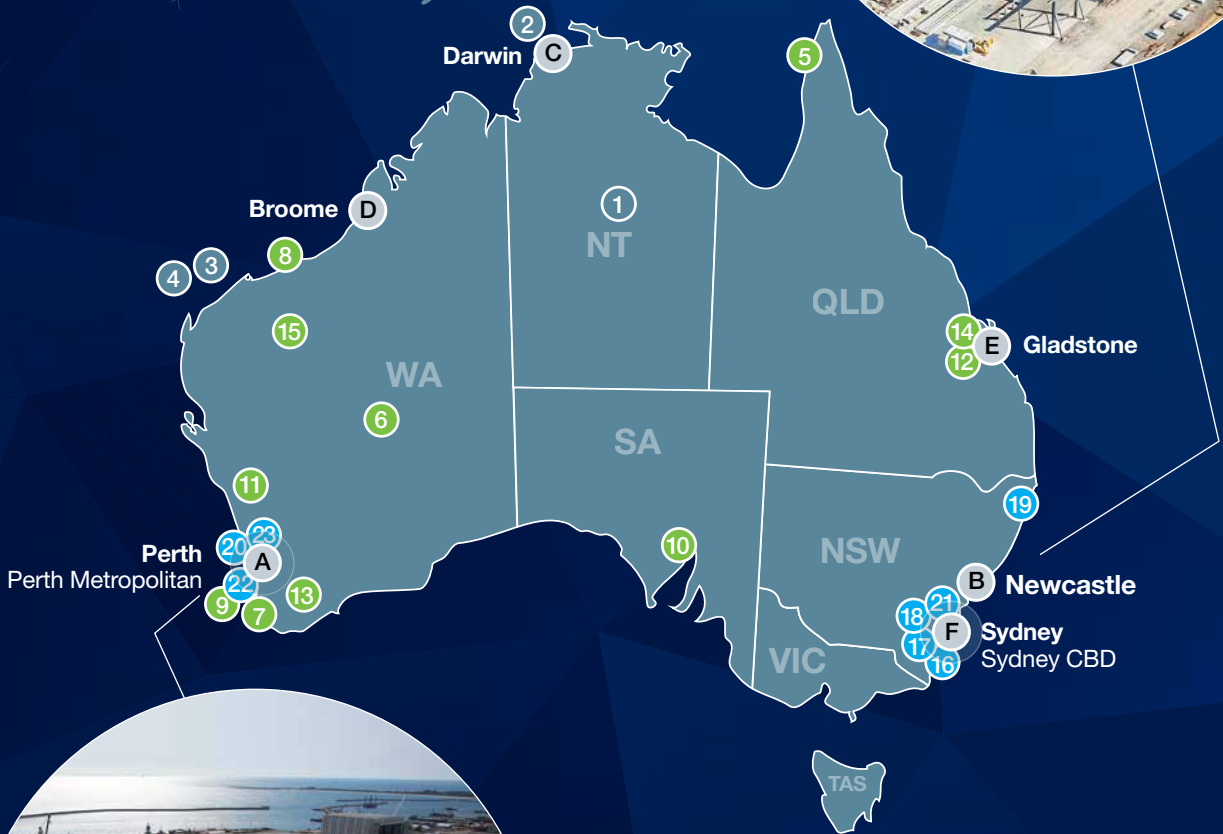 2
Darwin
C
5
Broome
D
1
NT
8
3
4
QLD
15
14
E
Gladstone
12
WA
6
SA
11
19
23
Perth
20
A
Perth Metropolitan
22
13
9
7
10
NSW
B
Newcastle
21
18
F
Sydney
17
Sydney CBD
16
VIC
TAS